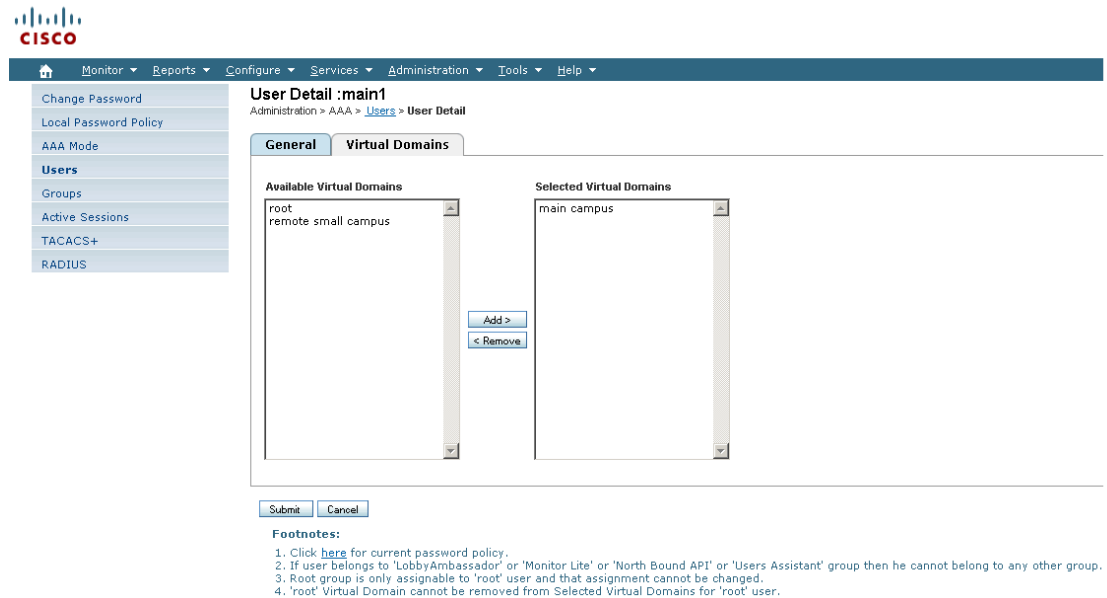 CISCO
Monitor Reports Configure Services Administration Tools Help
Change Password
Local Password Policy
AAA Mode
Users
Groups
Active Sessions
TACACS+
RADIUS
User Detail :main1
Administration > AAA > Users > User Detail
General Virtual Domains
Available Virtual Domains
root
remote small campus
Add >
< Remove
Selected Virtual Domains
main campus
Submit Cancel
Footnotes:
1. Click here for current password policy.
2. If user belongs to 'LobbyAmbassador' or 'Monitor Lite' or 'North Bound API' or 'Users Assistant' group then he cannot belong to any other group.
3. Root group is only assignable to 'root' user and that assignment cannot be changed.
4. 'root' Virtual Domain cannot be removed from Selected Virtual Domains for 'root' user.